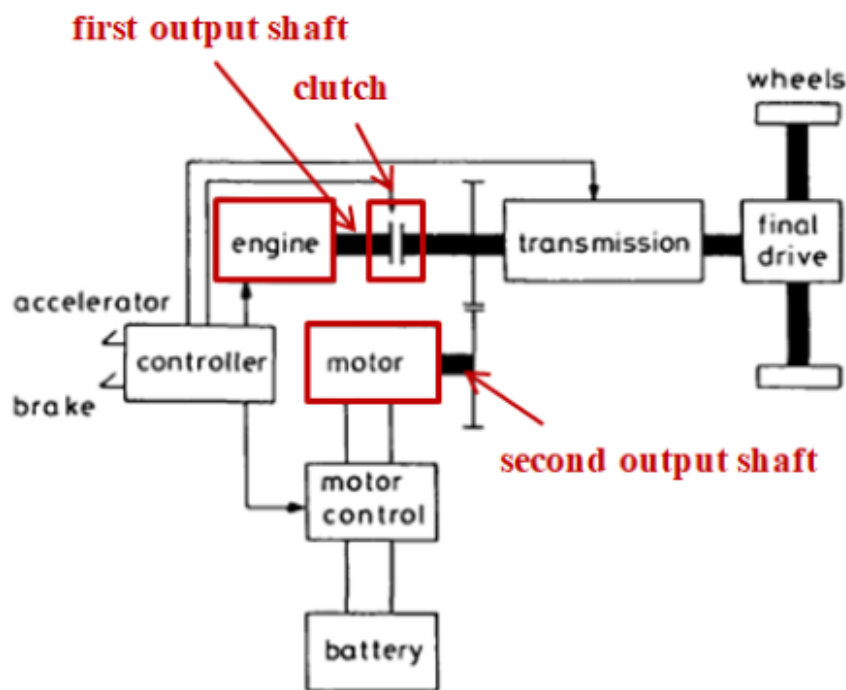 first output shaft
clutch
wheels
engine
transmission
final
drive
accelerator
controller
motor
brake
second output shaft
motor
control
battery